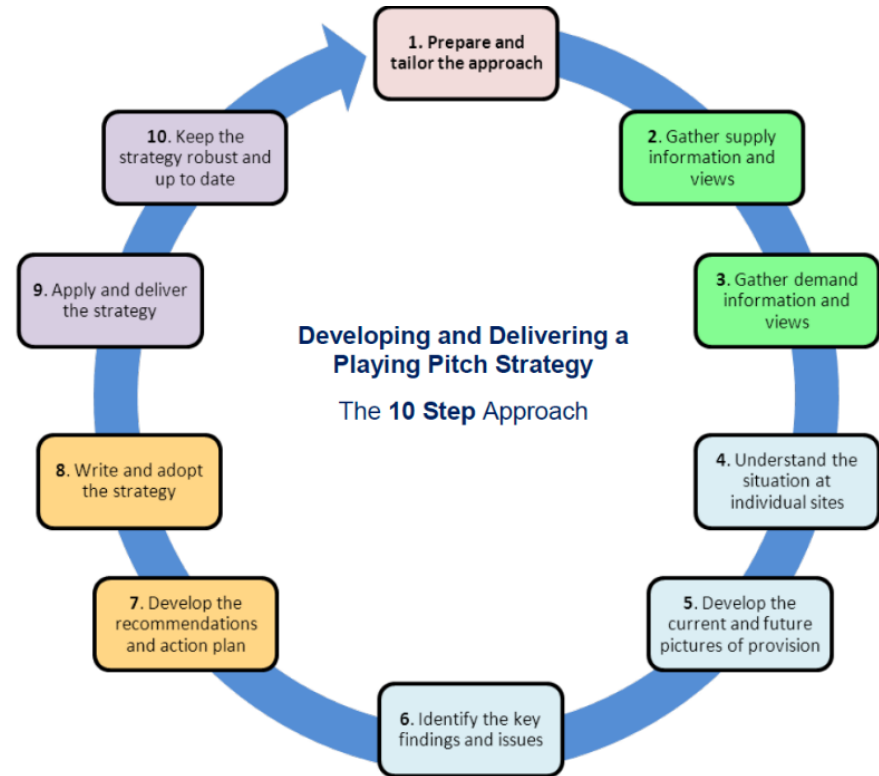 1. Prepare and
tailor the approach
2. Gather supply
information and
views
3. Gather demand
information and
views
4. Understand the
situation at
individual sites
5. Develop the
current and future
pictures of provision
6. Identify the key
findings and issues
7. Develop the
recommendations
and action plan
8. Write and adopt
the strategy
9. Apply and deliver
the strategy
10. Keep the
strategy robust and
up to date
Developing and Delivering a
Playing Pitch Strategy
The 10 Step Approach